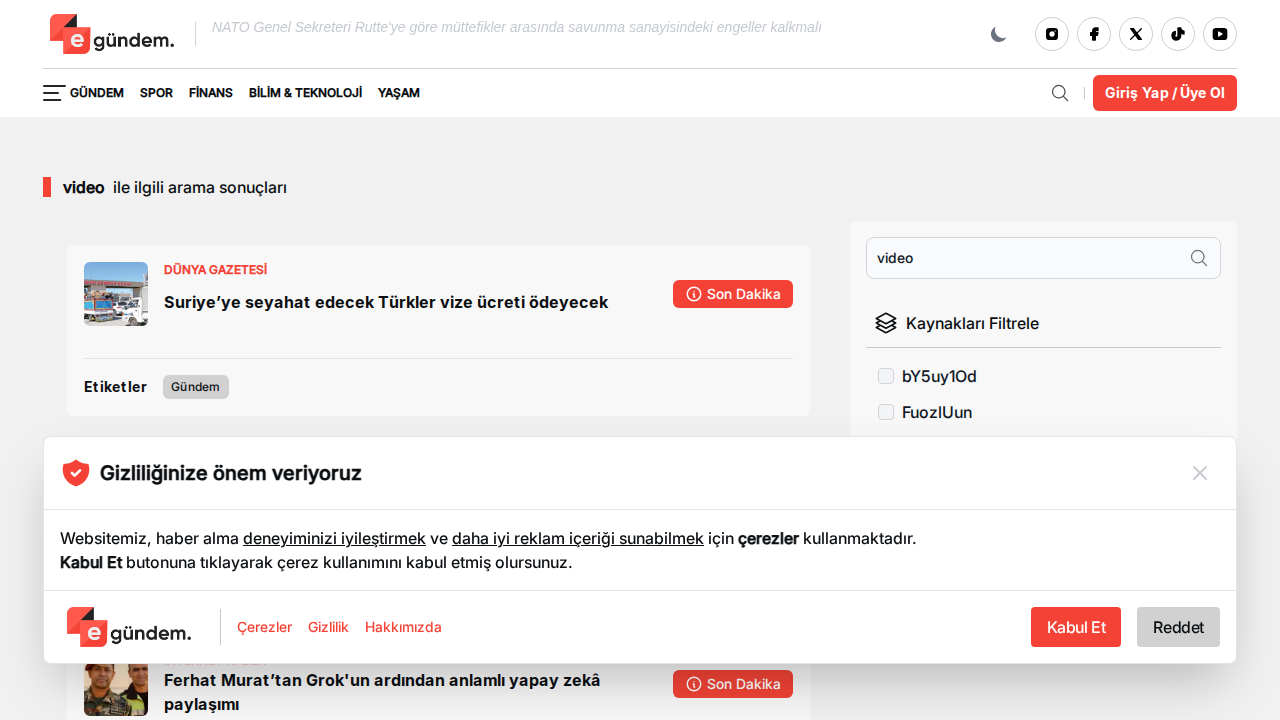 e gündem.
NATO Genel Sekreteri Rutte'ye göre müttefikler arasında savunma sanayisindeki engeller kalkmalı
GÜNDEM SPOR FİNANS BİLİM & TEKNOLOJİ YAŞAM
Giriş Yap / Üye Ol
video ile ilgili arama sonuçları
DÜNYA GAZETESİ
Suriye’ye seyahat edecek Türkler vize ücreti ödeyecek
Son Dakika
Etiketler Gündem
video
Kaynakları Filtrele
bY5uy1Od
FuozlUun
Gizliliğinize önem veriyoruz
Websitemiz, haber alma deneyiminizi iyileştirmek ve daha iyi reklam içeriği sunabilmek için çerezler kullanmaktadır.
Kabul Et butonuna tıklayarak çerez kullanımını kabul etmiş olursunuz.
e gündem.
Çerezler Gizlilik Hakkımızda
Kabul Et Reddet
Ferhat Murat’tan Grok'un ardından anlamlı yapay zekâ
paylaşımı
Son Dakika